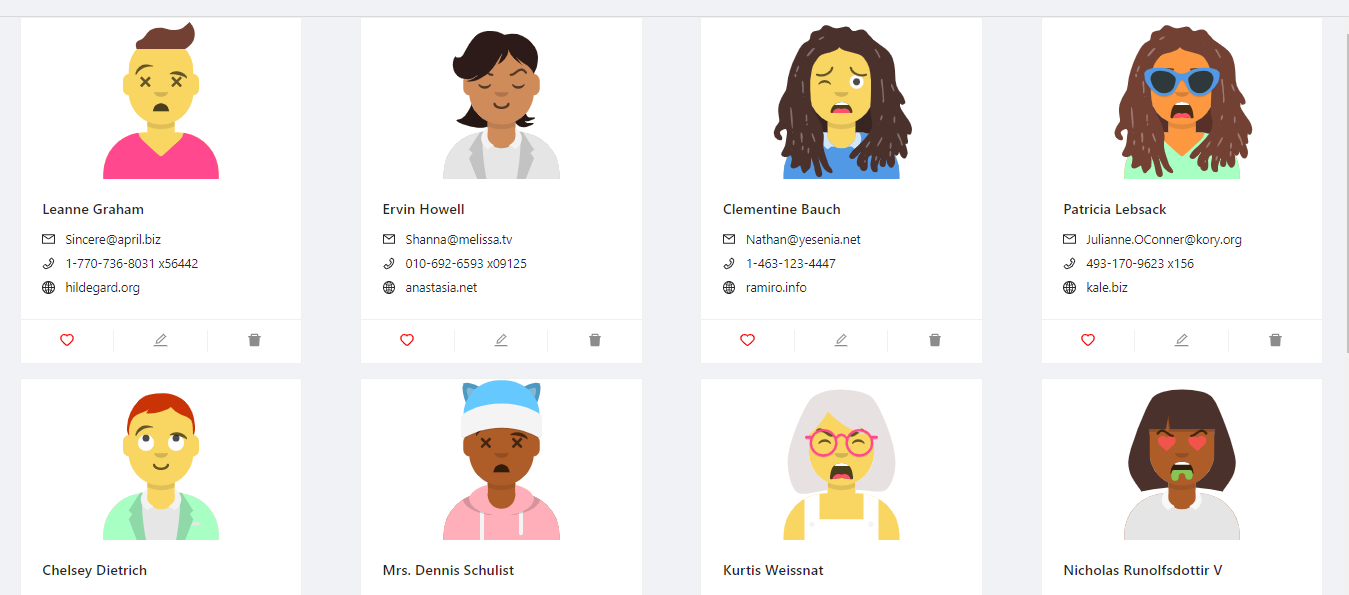 Leanne Graham
Sincere@april.biz
1-770-736-8031 x56442
hildegard.org
Ervin Howell
Shanna@melissa.tv
010-692-6593 x09125
anastasia.net
Clementine Bauch
Nathan@yesenia.net
1-463-123-4447
ramiro.info
Patricia Lebsack
Julianne.OConner@kory.org
493-170-9623 x156
kale.biz
Chelsey Dietrich
Mrs. Dennis Schulist
Kurtis Weissnat
Nicholas Runolfsdottir V